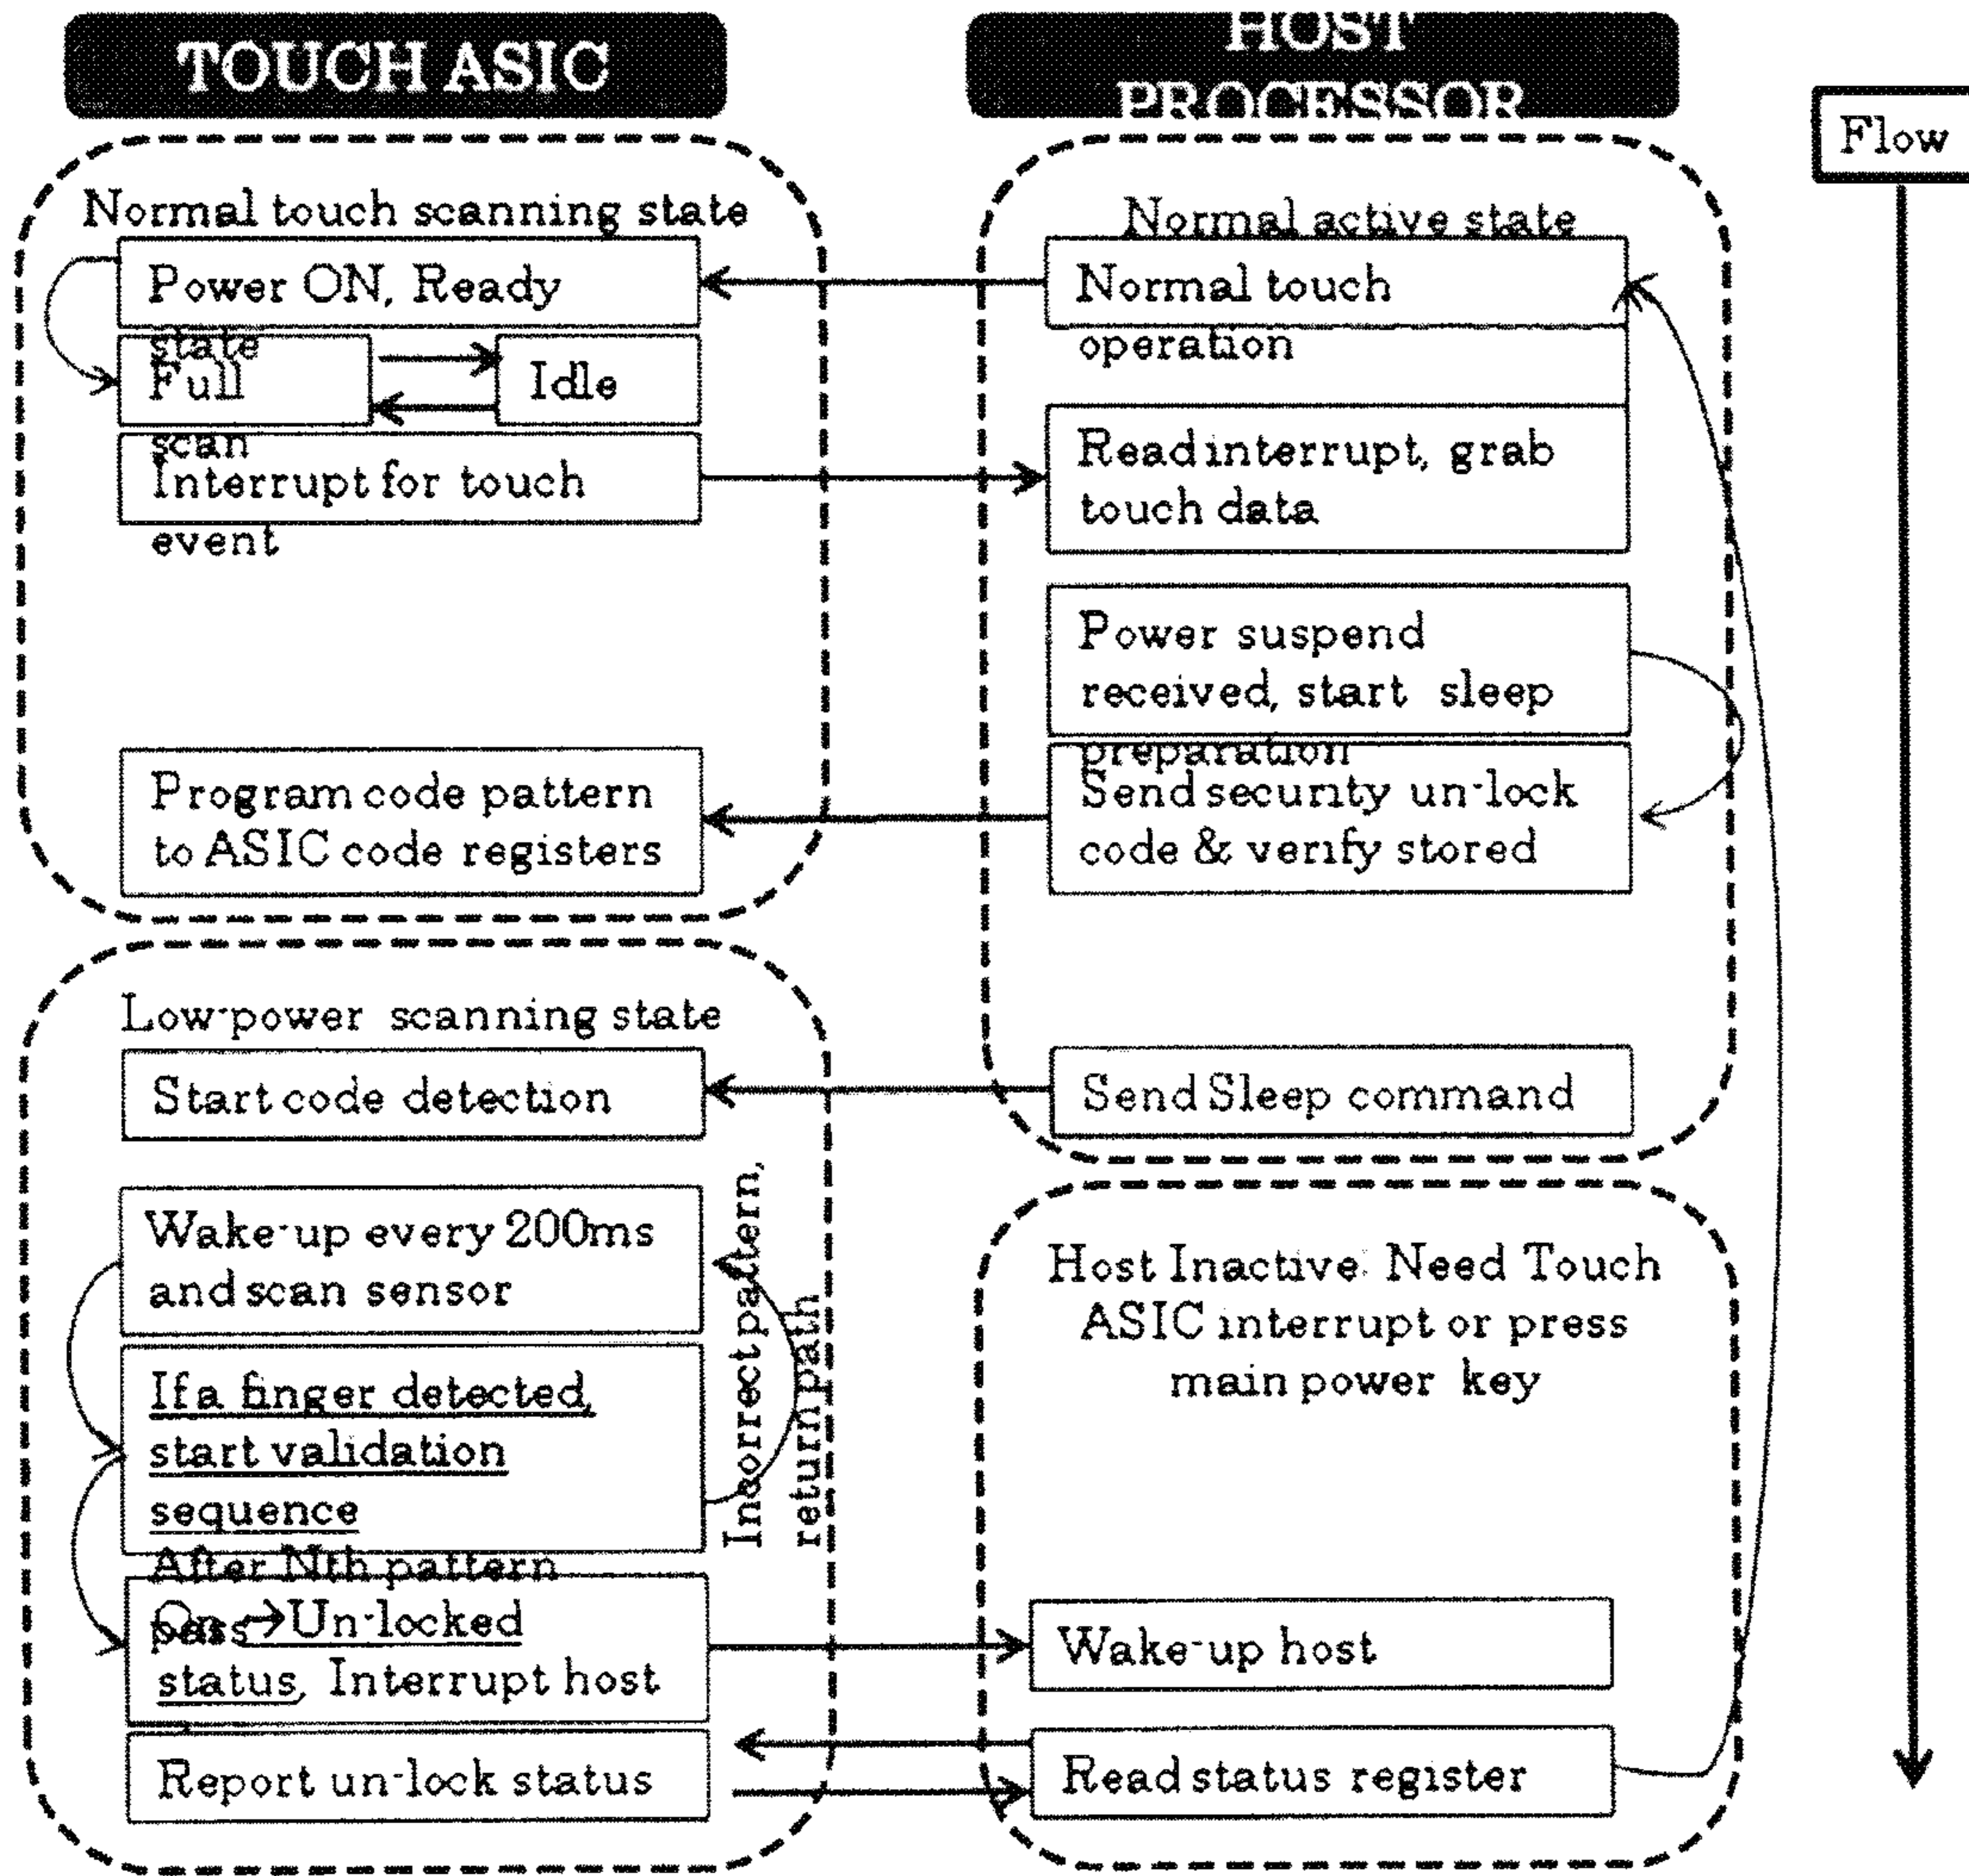 TOUCH ASIC
HOST
PROCESSOR
Flow
Normal touch scanning state
Power ON, Ready
state
Full
scan
Idle
Interrupt for touch
event
Program code pattern
to ASIC code registers
Normal active state
Normal touch
operation
Read interrupt, grab
touch data
Power suspend
received, start sleep
preparation
Send security un-lock
code & verify stored
Send Sleep command
Low-power scanning state
Start code detection
Wake-up every 200ms
and scan sensor
If a finger detected,
start validation
sequence
After Nth pattern
pass
→Un-locked
status, Interrupt host
Report un-lock status
Incorrect pattern,
return path
Host Inactive. Need Touch
ASIC interrupt or press
main power key
Wake-up host
Read status register